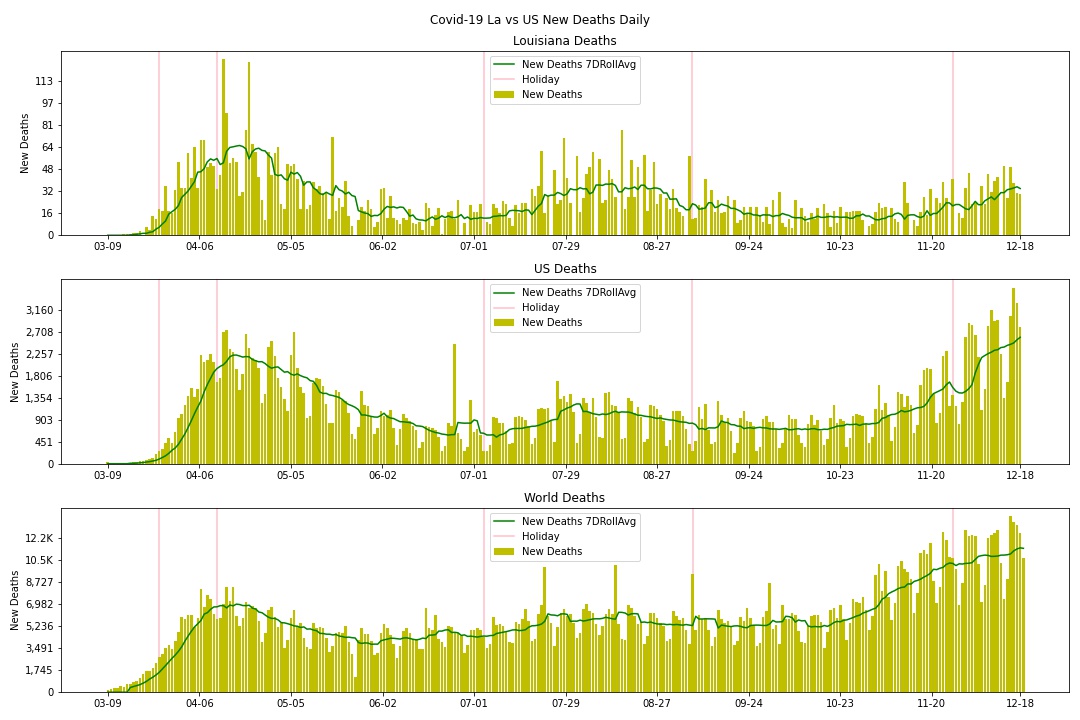 Covid-19 La vs US New Deaths Daily
Louisiana Deaths
New Deaths
113
97
81
64
48
32
16
0
New Deaths 7DRollAvg
Holiday
New Deaths
03-09 04-06 05-05 06-02 07-01 07-29 08-27 09-24 10-23 11-20 12-18
US Deaths
New Deaths
3,160
2,708
2,257
1,806
1354
903
451
0
New Deaths 7DRollAvg
Holiday
New Deaths
03-09 04-06 05-05 06-02 07-01 07-29 08-27 09-24 10-23 11-20 12-18
World Deaths
New Deaths
12.2K
10.5K
8,727
6,982
5,236
3,491
1,745
0
New Deaths 7DRollAvg
Holiday
New Deaths
03-09 04-06 05-05 06-02 07-01 07-29 08-27 09-24 10-23 11-20 12-18